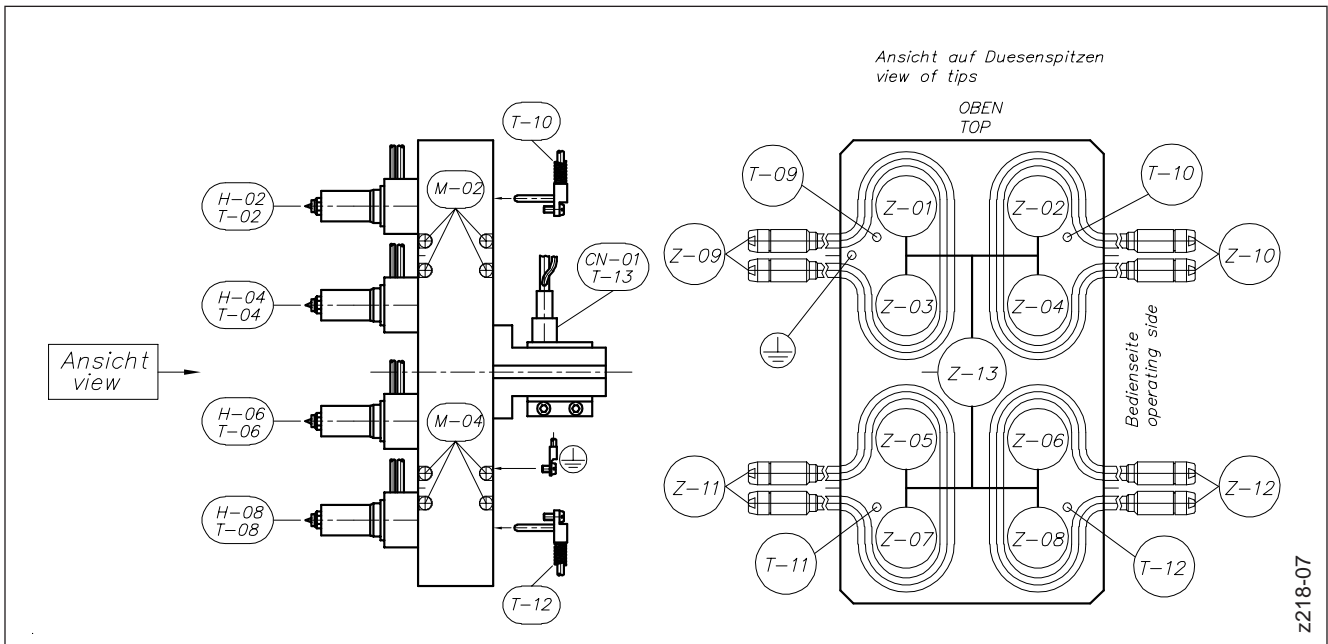 Ansicht auf Duesenspitzen
view of tips
OBEN
TOP
T-10
H-02
T-02
M-02
CN-01
T-13
H-04
T-04
Ansicht
view
H-06
T-06
M-04
H-08
T-08
T-12
T-09
T-10
Z-01
Z-02
Z-09
Z-10
Z-03
Z-04
Z-13
Bedienseite
operating side
Z-05
Z-06
Z-11
Z-12
Z-07
Z-08
T-11
T-12
z218-07